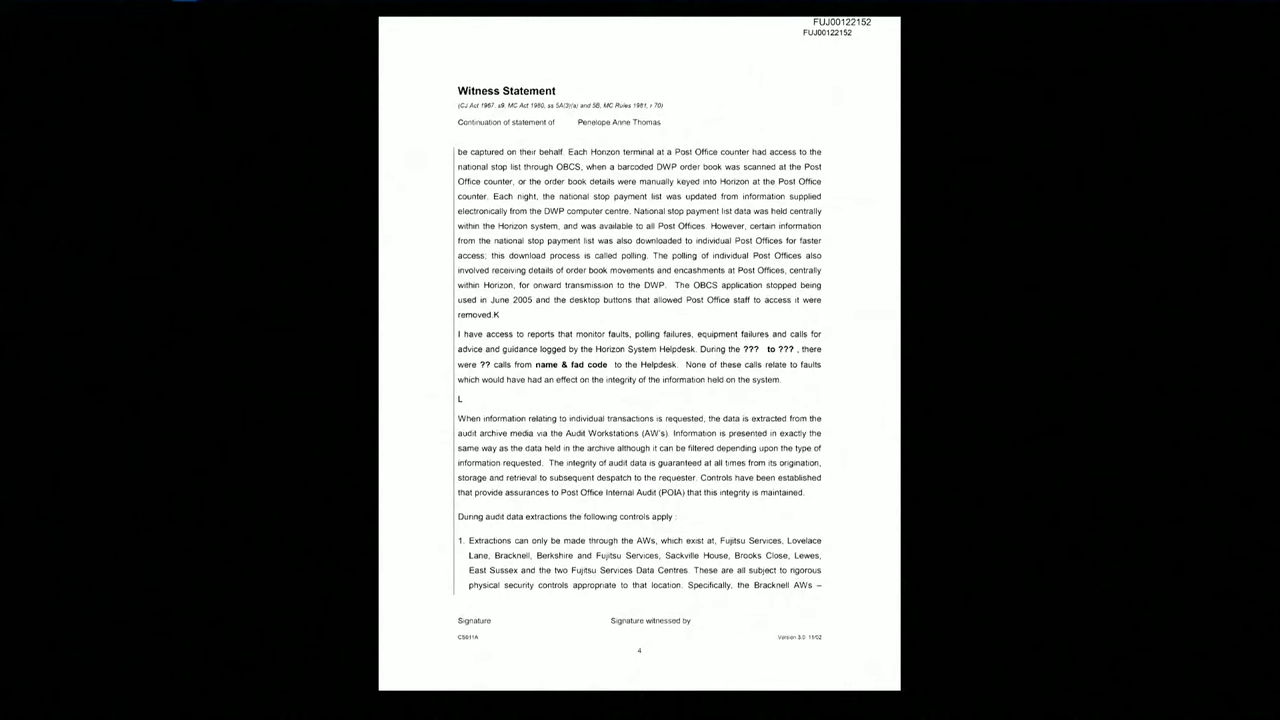 FUJ00122152
FUJ00122152
Witness Statement
(CJ Act 1967, s9, MC Act 1980, ss 5A(3)(a) and 5B, MC Rules 1981, r 70)
Continuation of statement of Penelope Anne Thomas
be captured on their behalf. Each Horizon terminal at a Post Office counter had access to the
national stop list through OBCS, when a barcoded DWP order book was scanned at the Post
Office counter, or the order book details were manually keyed into Horizon at the Post Office
counter. Each night, the national stop payment list was updated from information supplied
electronically from the DWP computer centre. National stop payment list data was held centrally
within the Horizon system, and was available to all Post Offices. However, certain information
from the national stop payment list was also downloaded to individual Post Offices for faster
access; this download process is called polling. The polling of individual Post Offices also
involved receiving details of order book movements and encashments at Post Offices, centrally
within Horizon, for onward transmission to the DWP. The OBCS application stopped being
used in June 2005 and the desktop buttons that allowed Post Office staff to access it were
removed.K
I have access to reports that monitor faults, polling failures, equipment failures and calls for
advice and guidance logged by the Horizon System Helpdesk. During the ??? to ??? , there
were ?? calls from name & fad code to the Helpdesk. None of these calls relate to faults
which would have had an effect on the integrity of the information held on the system.
L
When information relating to individual transactions is requested, the data is extracted from the
audit archive media via the Audit Workstations (AW's). Information is presented in exactly the
same way as the data held in the archive although it can be filtered depending upon the type of
information requested. The integrity of audit data is guaranteed at all times from its origination,
storage and retrieval to subsequent despatch to the requester. Controls have been established
that provide assurances to Post Office Internal Audit (POIA) that this integrity is maintained.
During audit data extractions the following controls apply :
1. Extractions can only be made through the AWs, which exist at, Fujitsu Services, Lovelace
Lane, Bracknell, Berkshire and Fujitsu Services, Sackville House, Brooks Close, Lewes,
East Sussex and the two Fujitsu Services Data Centres. These are all subject to rigorous
physical security controls appropriate to that location. Specifically, the Bracknell AWs –
Signature Signature witnessed by
CS011A Version 3.0 11/02
4